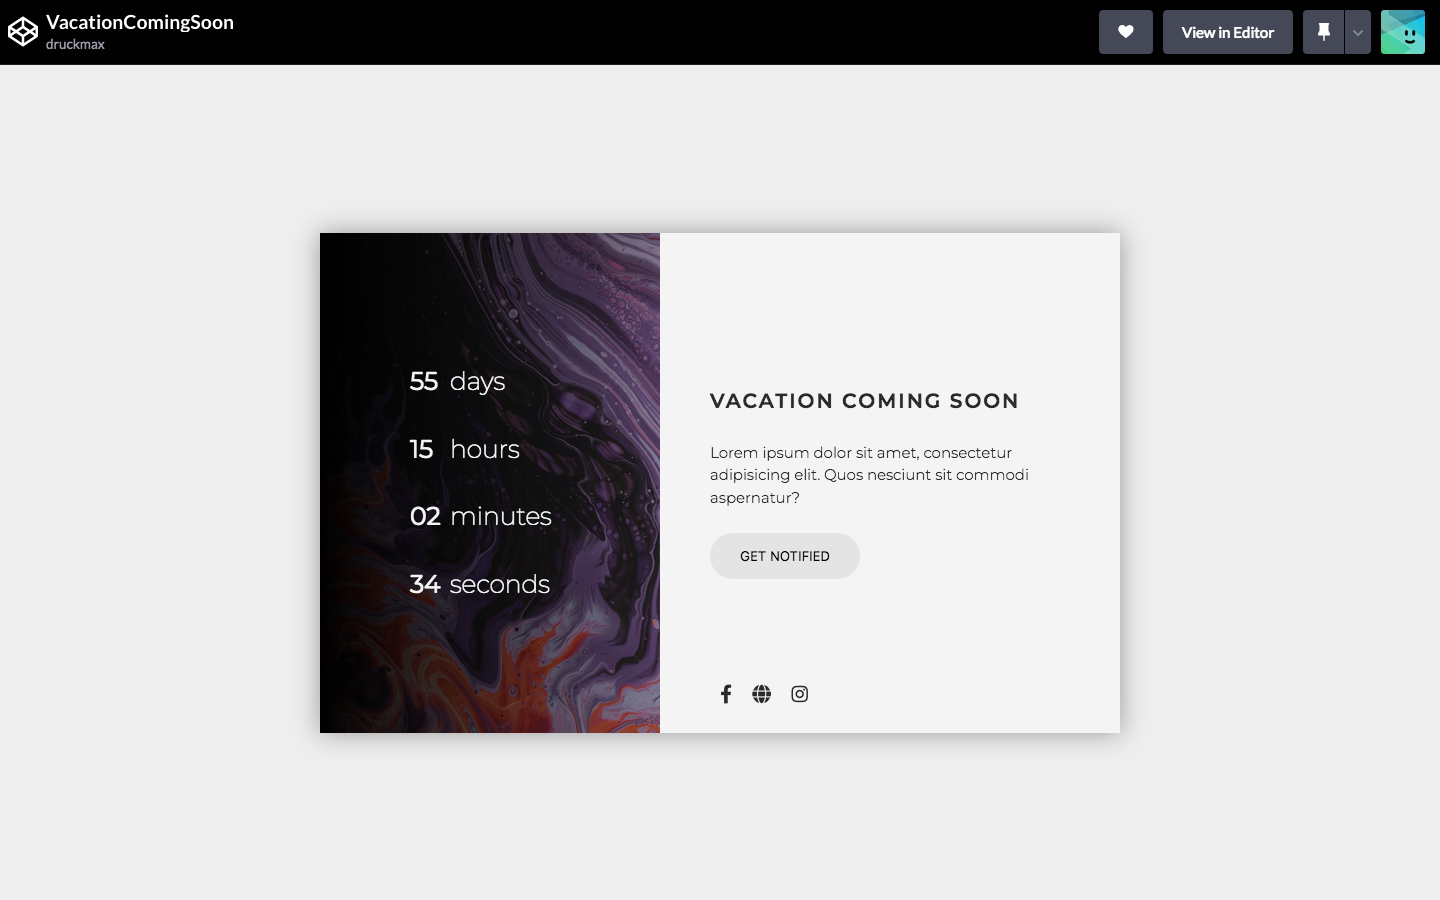 VacationComingSoon
druckmax
View in Editor
55 days
15 hours
02 minutes
34 seconds
VACATION COMING SOON
Lorem ipsum dolor sit amet, consectetur
adipisicing elit. Quos nesciunt sit commodi
aspernatur?
GET NOTIFIED